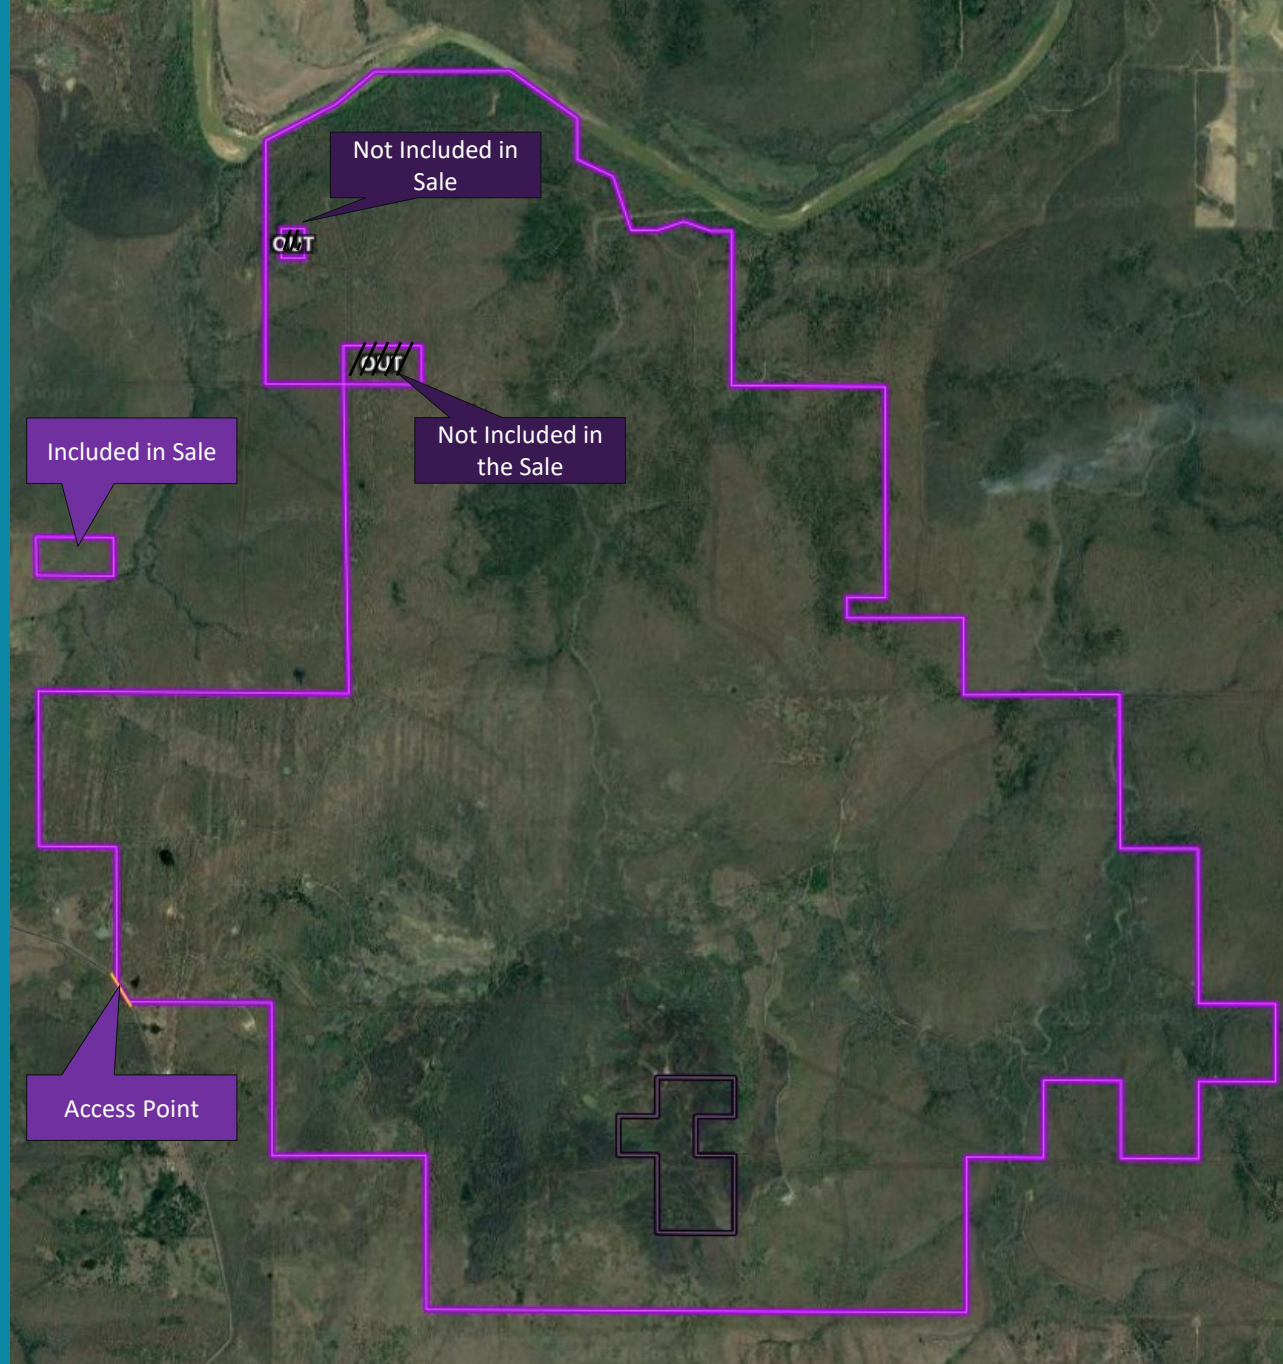 Not Included in
Sale
OUT
OUT
Not Included in
the Sale
Included in Sale
Access Point